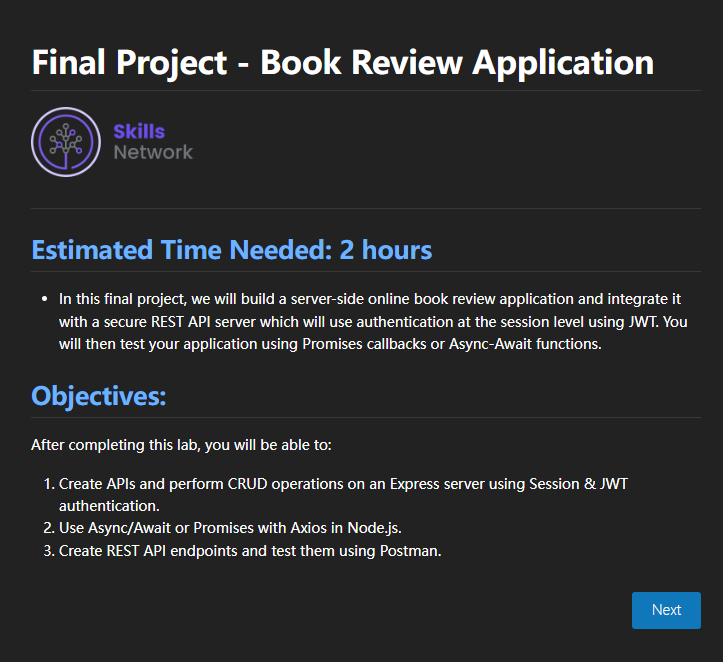 Final Project - Book Review Application
Skills
Network
Estimated Time Needed: 2 hours
• In this final project, we will build a server-side online book review application and integrate it
with a secure REST API server which will use authentication at the session level using JWT. You
will then test your application using Promises callbacks or Async-Await functions.
Objectives:
After completing this lab, you will be able to:
1. Create APIs and perform CRUD operations on an Express server using Session & JWT
authentication.
2. Use Async/Await or Promises with Axios in Node.js.
3. Create REST API endpoints and test them using Postman.
Next